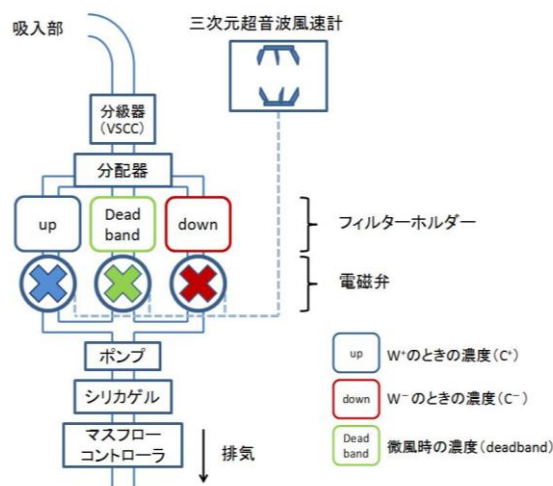 吸入部
三次元超音波風速計
分級器
(VSCC)
分配器
up
Dead
band
down
フィルターホルダー
電磁弁
ポンプ
シリカゲル
マスフロー
コントローラ
排気
up
W⁺のときの濃度(C⁺)
down
W⁻のときの濃度(C⁻)
Dead
band
微風時の濃度(deadband)